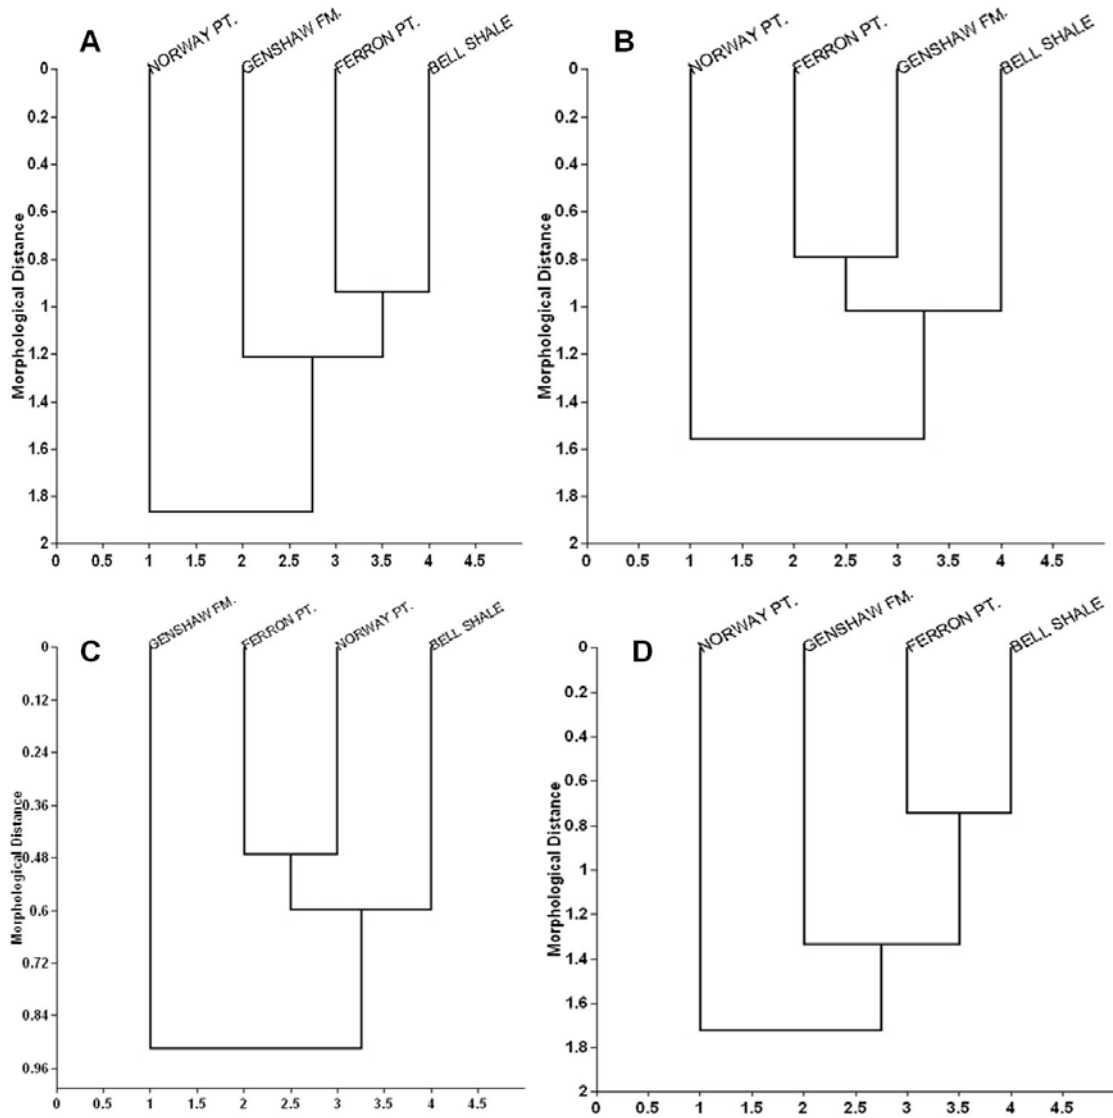 A
NORWAY PT.
GENSHAW FM.
FERRON PT.
BELL SHALE
0
0.2
0.4
0.6
0.8
1
1.2
1.4
1.6
1.8
2
Morphological Distance
0 0.5 1 1.5 2 2.5 3 3.5 4 4.5
B
NORWAY PT.
FERRON PT.
GENSHAW FM.
BELL SHALE
0
0.2
0.4
0.6
0.8
1
1.2
1.4
1.6
1.8
2
Morphological Distance
0 0.5 1 1.5 2 2.5 3 3.5 4 4.5
C
GENSHAW FM.
FERRON PT.
NORWAY PT.
BELL SHALE
0
0.12
0.24
0.36
0.48
0.6
0.72
0.84
0.96
Morphological Distance
0 0.5 1 1.5 2 2.5 3 3.5 4 4.5
D
NORWAY PT.
GENSHAW FM.
FERRON PT.
BELL SHALE
0
0.2
0.4
0.6
0.8
1
1.2
1.4
1.6
1.8
2
Morphological Distance
0 0.5 1 1.5 2 2.5 3 3.5 4 4.5